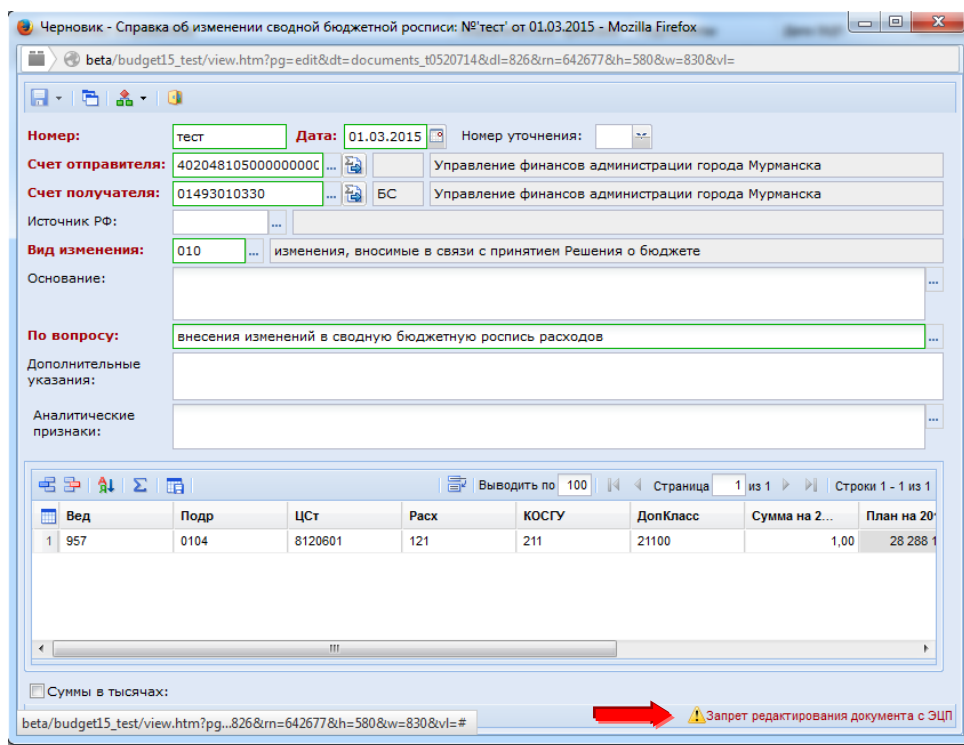 Черновик - Справка об изменении сводной бюджетной росписи: №'тест' от 01.03.2015 - Mozilla Firefox
beta/budget15_test/view.htm?pg=edit&dt=documents_t0520714&dl=826&rn=642677&h=580&w=830&vl=
Номер: тест Дата: 01.03.2015 Номер уточнения:
Счет отправителя: 40204810500000000 ... Управление финансов администрации города Мурманска
Счет получателя: 01493010330 ... БС Управление финансов администрации города Мурманска
Источник РФ: ...
Вид изменения: 010 ... изменения, вносимые в связи с принятием Решения о бюджете
Основание: ...
По вопросу: внесения изменений в сводную бюджетную роспись расходов ...
Дополнительные
указания:
Аналитические
признаки: ...
Выводить по 100 Страница 1 из 1 Строки 1 - 1 из 1
Вед Подр ЦСт Расх КОСГУ ДопКласс Сумма на 2... План на 20
1 957 0104 8120601 121 211 21100 1,00 28 288 1
Суммы в тысячах:
beta/budget15_test/view.htm?pg...826&rn=642677&h=580&w=830&vl=#
Запрет редактирования документа с ЭЦП